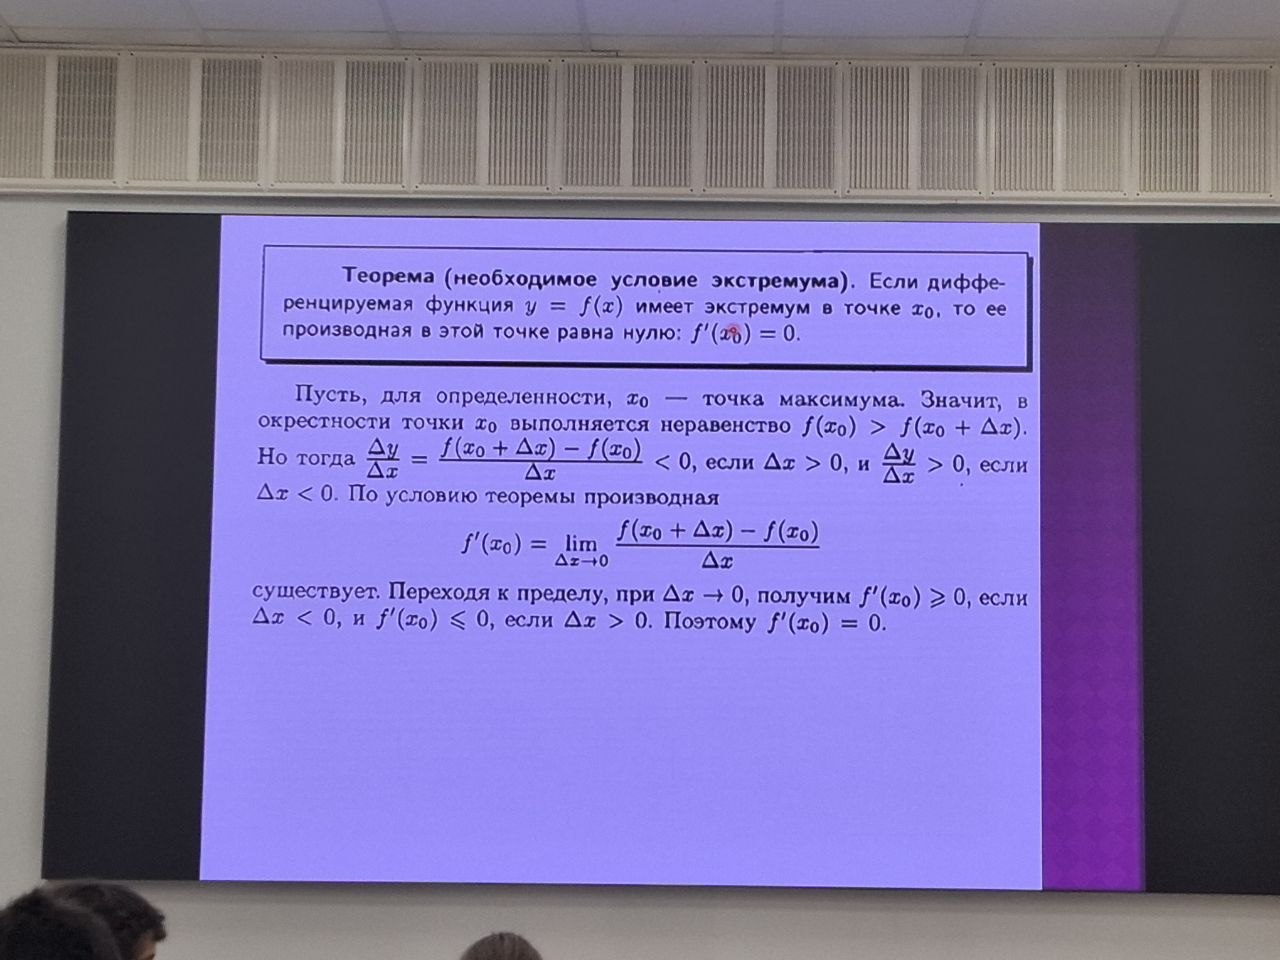 Теорема (необходимое условие экстремума). Если диффе-
ренцируемая функция y = f(x) имеет экстремум в точке x₀, то ее
производная в этой точке равна нулю: f′(x₀) = 0.
Пусть, для определенности, x₀ — точка максимума. Значит, в
окрестности точки x₀ выполняется неравенство f(x₀) > f(x₀ + Δx).
Но тогда Δy/Δx = (f(x₀ + Δx) − f(x₀))/Δx < 0, если Δx > 0, и Δy/Δx > 0, если
Δx < 0. По условию теоремы производная
f′(x₀) = lim Δx→0 (f(x₀ + Δx) − f(x₀))/Δx
существует. Переходя к пределу, при Δx → 0, получим f′(x₀) ⩾ 0, если
Δx < 0, и f′(x₀) ⩽ 0, если Δx > 0. Поэтому f′(x₀) = 0.